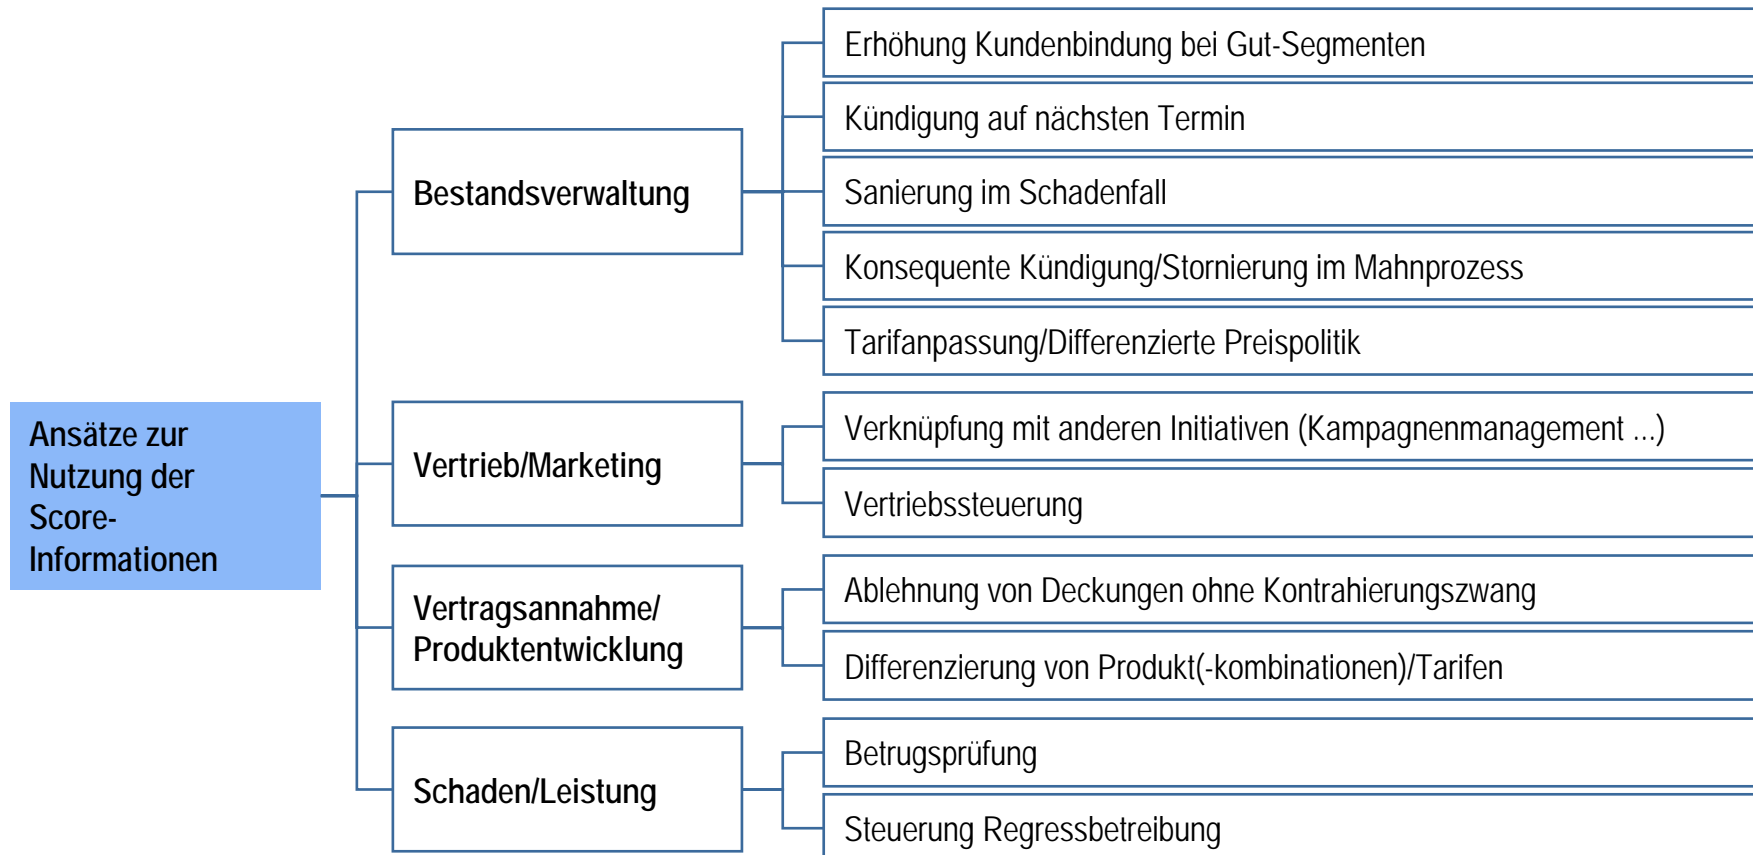 Ansätze zur
Nutzung der
Score-
Informationen
Bestandsverwaltung
Erhöhung Kundenbindung bei Gut-Segmenten
Kündigung auf nächsten Termin
Sanierung im Schadenfall
Konsequente Kündigung/Stornierung im Mahnprozess
Tarifanpassung/Differenzierte Preispolitik
Vertrieb/Marketing
Verknüpfung mit anderen Initiativen (Kampagnenmanagement ...)
Vertriebssteuerung
Vertragsannahme/
Produktentwicklung
Ablehnung von Deckungen ohne Kontrahierungszwang
Differenzierung von Produkt(-kombinationen)/Tarifen
Schaden/Leistung
Betrugsprüfung
Steuerung Regressbetreibung